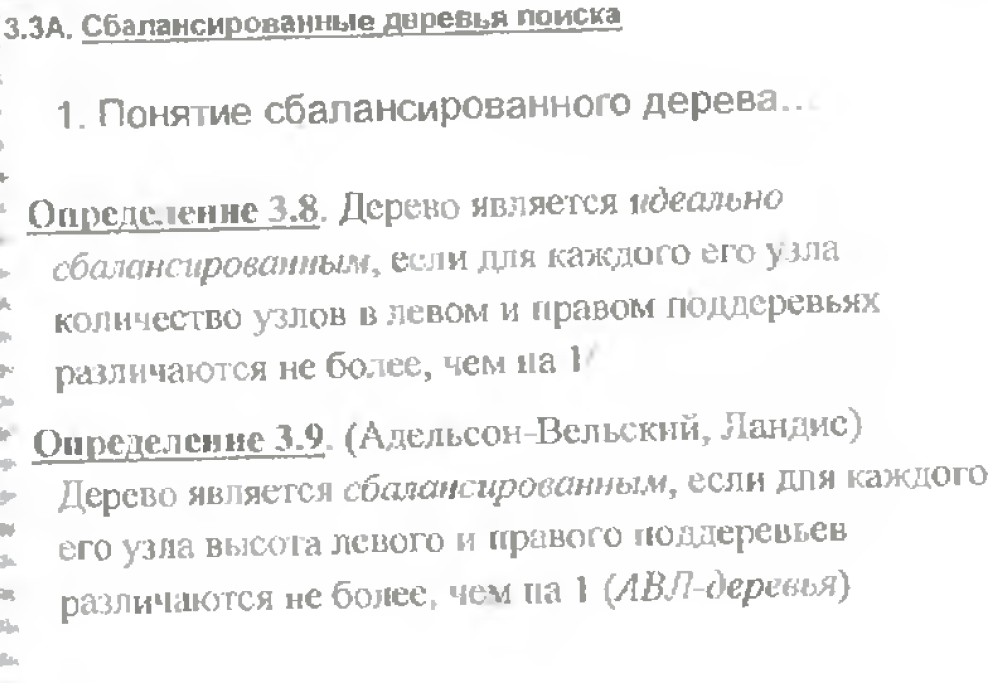 3.3А. Сбалансированные деревья поиска
1. Понятие сбалансированного дерева...
Определение 3.8. Дерево является идеально
сбалансированным, если для каждого его узла
количество узлов в левом и правом поддеревьях
различаются не более, чем на 1
Определение 3.9. (Адельсон-Вельский, Ландис)
Дерево является сбалансированным, если для каждого
его узла высота левого и правого поддеревьев
различаются не более, чем на 1 (АВЛ-деревья)